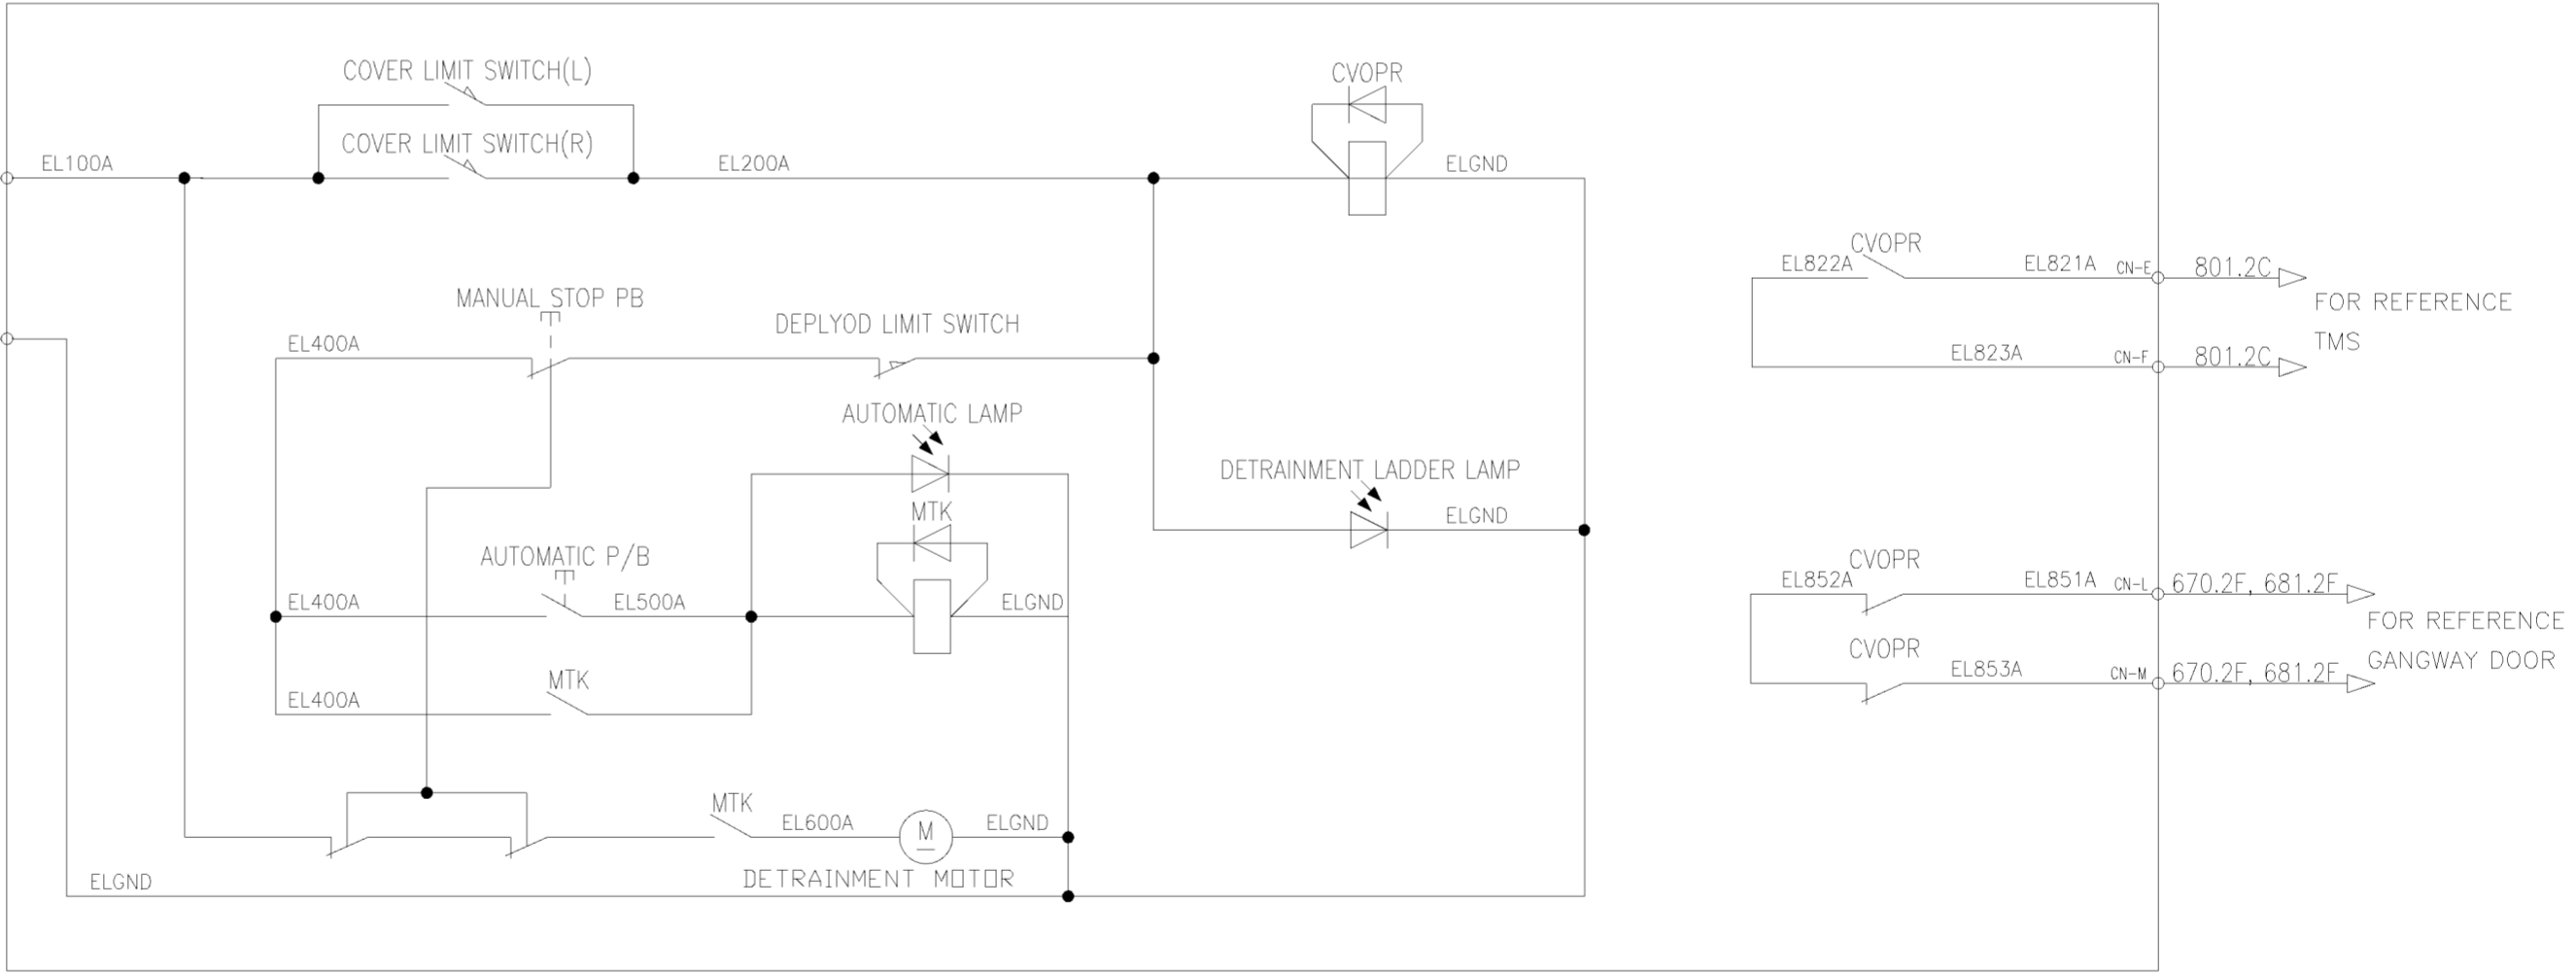 COVER LIMIT SWITCH(L)
CVOPR
COVER LIMIT SWITCH(R)
EL100A
EL200A
ELGND
CVOPR
EL822A
EL821A
CN-E
801.2C
FOR REFERENCE
TMS
MANUAL STOP PB
DEPLYOD LIMIT SWITCH
EL400A
EL823A
CN-F
801.2C
AUTOMATIC LAMP
DETRAINMENT LADDER LAMP
MTK
ELGND
AUTOMATIC P/B
CVOPR
EL852A
EL851A
CN-L
670.2F, 681.2F
FOR REFERENCE
GANGWAY DOOR
EL400A
EL500A
ELGND
CVOPR
EL853A
CN-M
670.2F, 681.2F
MTK
EL400A
MTK
EL600A
M
ELGND
DETRAINMENT MOTOR
ELGND